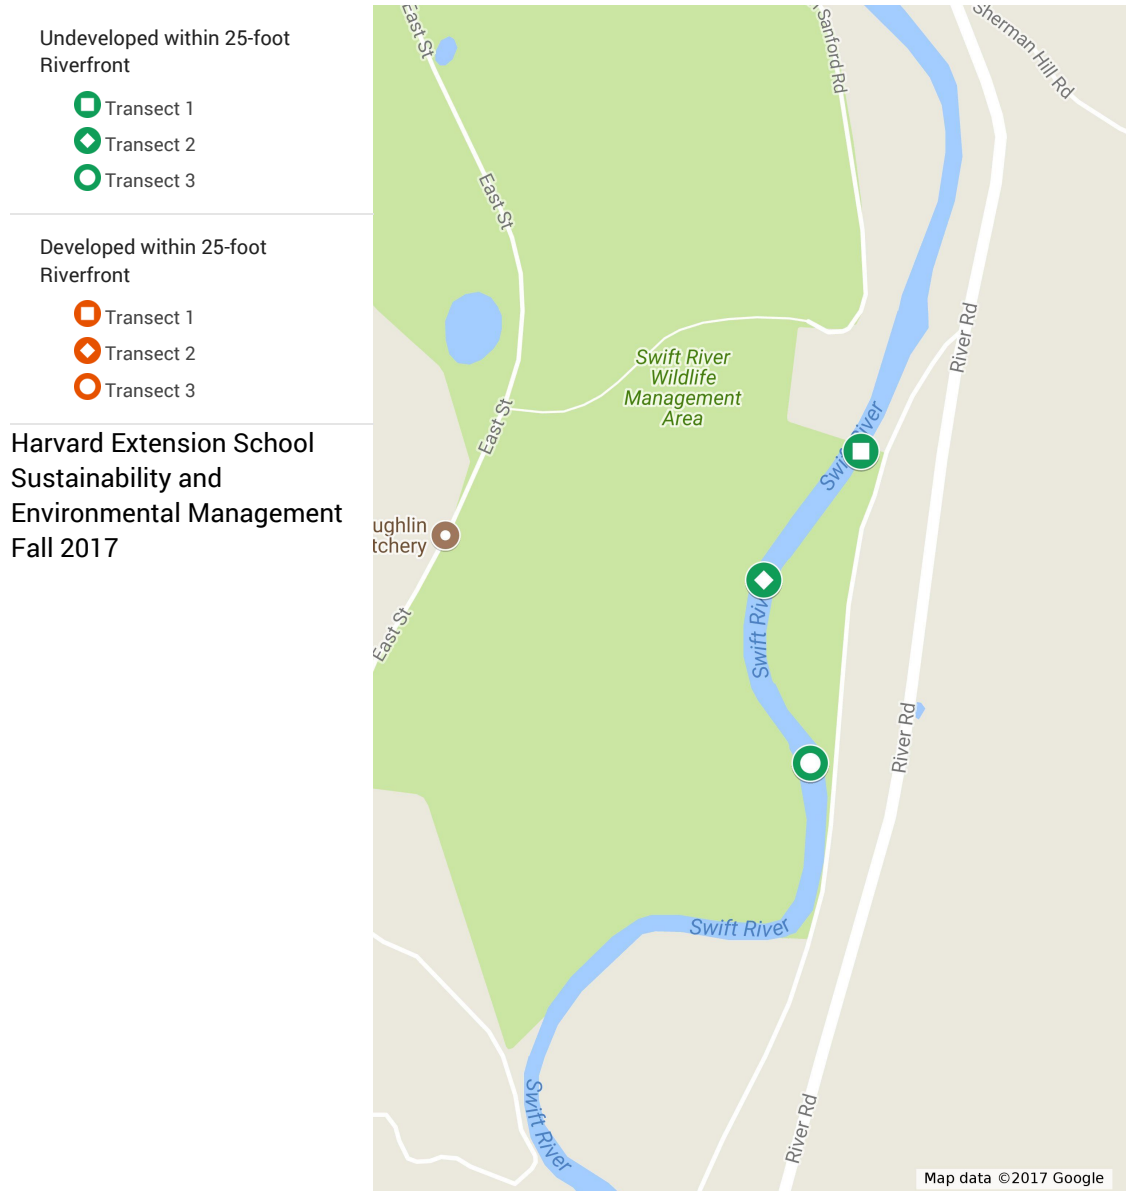 Undeveloped within 25-foot
Riverfront
Transect 1
Transect 2
Transect 3
Developed within 25-foot
Riverfront
Transect 1
Transect 2
Transect 3
Harvard Extension School
Sustainability and
Environmental Management
Fall 2017
East St
Sanford Rd
Sherman Hill Rd
East St
River Rd
Swift River
Wildlife
Management
Area
East St
Swift River
ughlin
tchery
East St
Swift River
River Rd
Swift River
Swift River
River Rd
Map data ©2017 Google